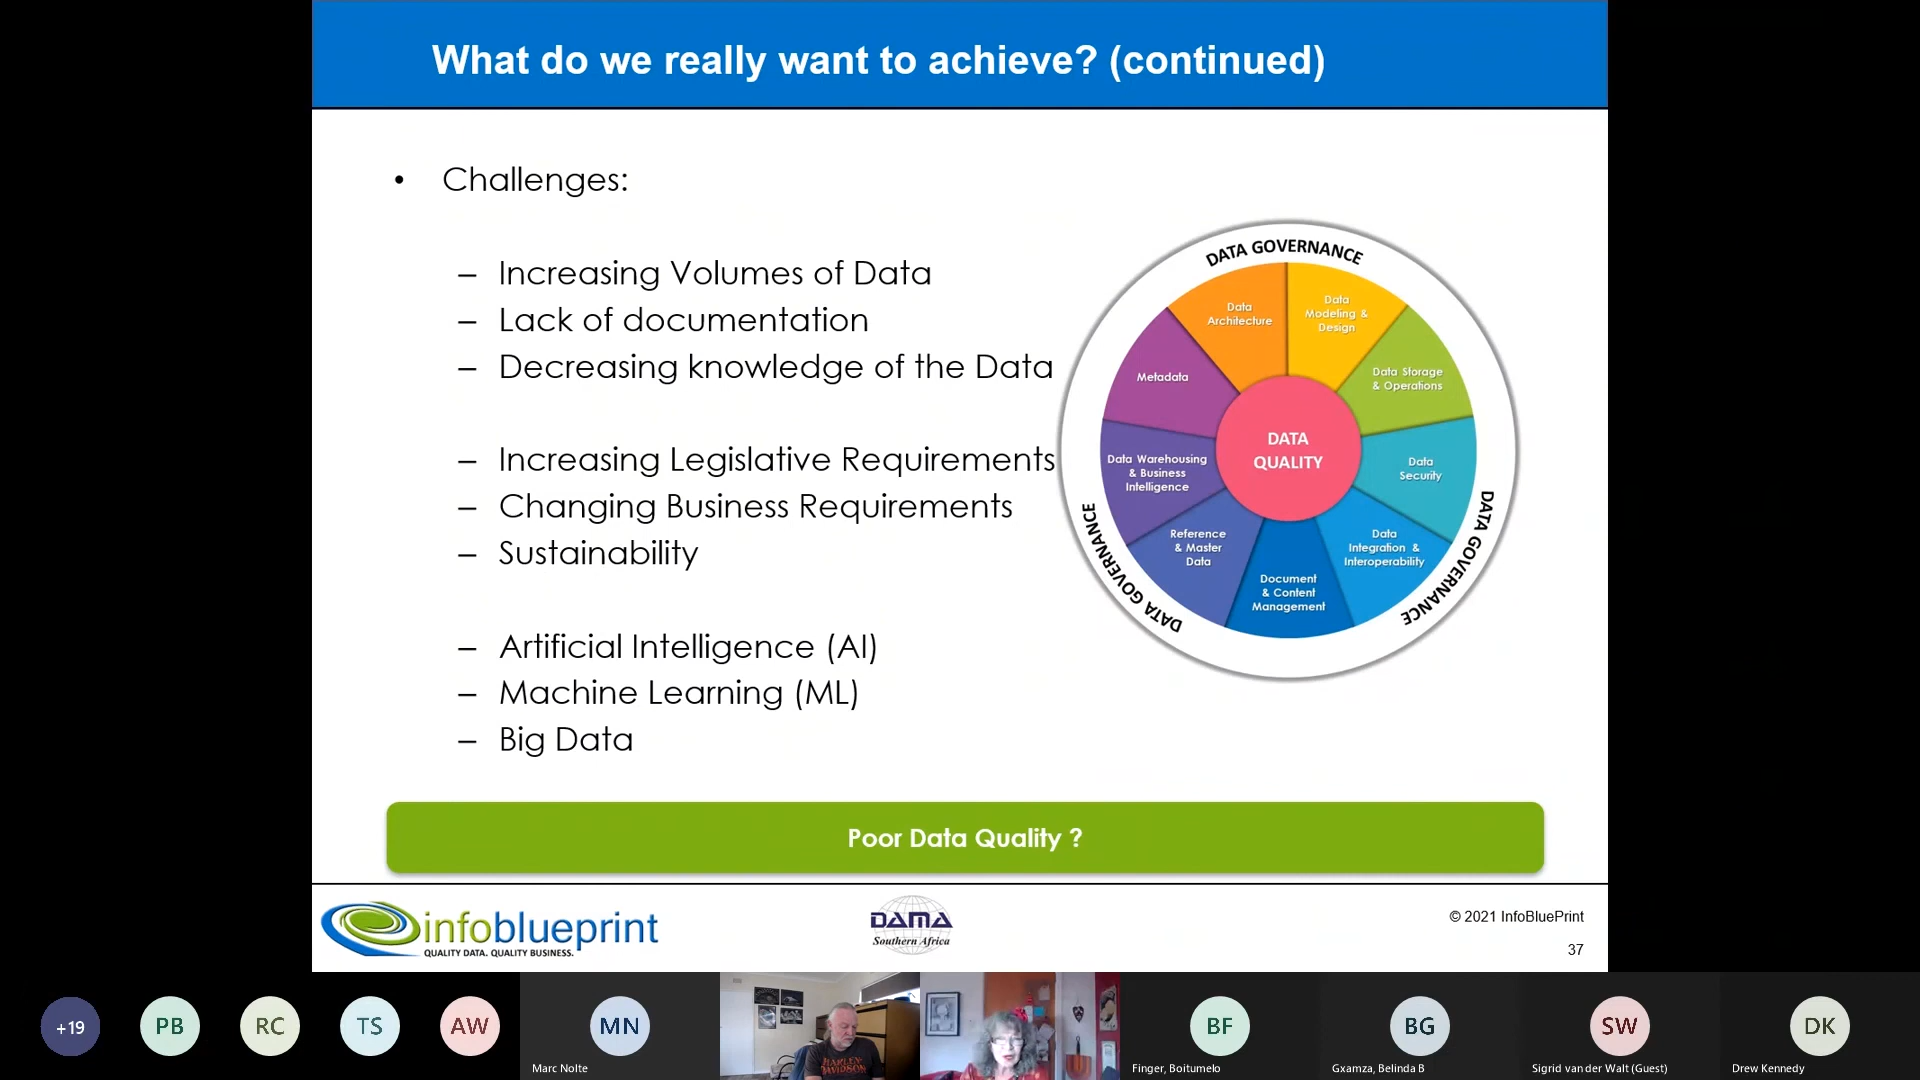 What do we really want to achieve? (continued)
• Challenges:
– Increasing Volumes of Data
– Lack of documentation
– Decreasing knowledge of the Data
– Increasing Legislative Requirements
– Changing Business Requirements
– Sustainability
– Artificial Intelligence (AI)
– Machine Learning (ML)
– Big Data
DATA GOVERNANCE
Data
Architecture
Data
Modeling &
Design
Data Storage
& Operations
Data
Security
Data
Integration &
Interoperability
Document
& Content
Management
Reference
& Master
Data
Data Warehousing
& Business
Intelligence
Metadata
DATA
QUALITY
DATA GOVERNANCE
DATA GOVERNANCE
Poor Data Quality ?
infoblueprint
QUALITY DATA. QUALITY BUSINESS.
DAMA
Southern Africa
© 2021 InfoBluePrint
37
+19
PB
RC
TS
AW
MN
Marc Nolte
HARLEY-
DAVIDSON
BF
Finger, Boitumelo
BG
Gxamza, Belinda B
SW
Sigrid van der Walt (Guest)
DK
Drew Kennedy